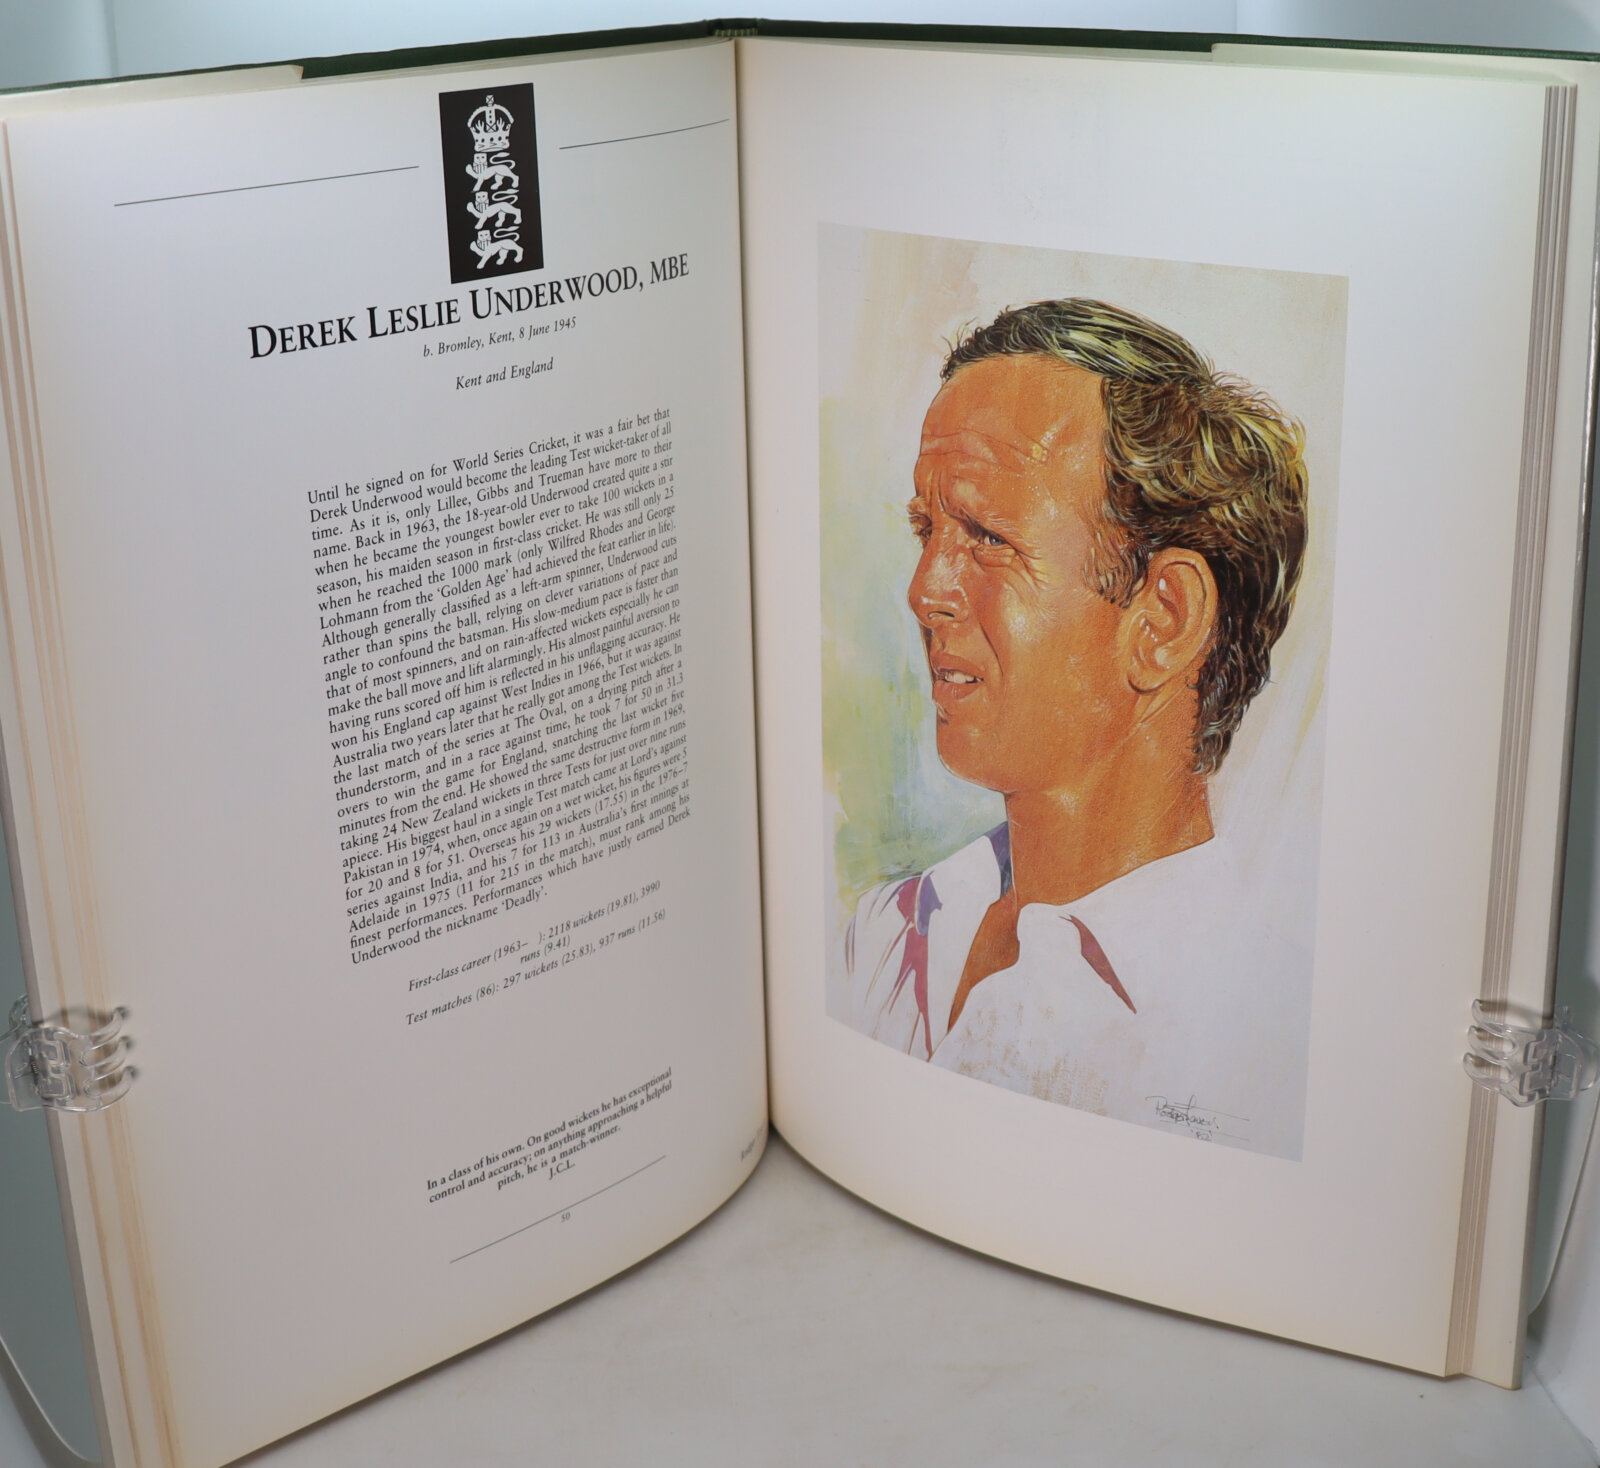 DEREK LESLIE UNDERWOOD, MBE
b. Bromley, Kent, 8 June 1945
Kent and England
Until he signed on for World Series Cricket, it was a fair bet that
Derek Underwood would become the leading Test wicket-taker of all
time. As it is, only Lillee, Gibbs and Trueman have more to their
name. Back in 1963, the 18-year-old Underwood created quite a stir
when he became the youngest bowler ever to take 100 wickets in a
season, his maiden season in first-class cricket. He was still only 25
when he reached the 1000 mark (only Wilfred Rhodes and George
Lohmann from the 'Golden Age' had achieved the feat earlier in life).
Although generally classified as a left-arm spinner, Underwood cuts
rather than spins the ball, relying on clever variations of pace and
angle to confound the batsman. His slow-medium pace is faster than
that of most spinners, and on rain-affected wickets especially he can
make the ball move and lift alarmingly. His almost painful aversion to
having runs scored off him is reflected in his unflagging accuracy. He
won his England cap against West Indies in 1966, but it was against
Australia two years later that he really got among the Test wickets. In
the last match of the series at The Oval, on a drying pitch after a
thunderstorm, and in a race against time, he took 7 for 50 in 31.3
overs to win the game for England, snatching the last wicket five
minutes from the end. He showed the same destructive form in 1969,
taking 24 New Zealand wickets in three Tests for just over nine runs
apiece. His biggest haul in a single Test match came at Lord's against
Pakistan in 1974, when, once again on a wet wicket, his figures were 5
for 20 and 8 for 51. Overseas his 29 wickets (17.55) in the 1976–7
series against India, and his 7 for 113 in Australia's first innings at
Adelaide in 1975 (11 for 215 in the match), must rank among his
finest performances. Performances which have justly earned Derek
Underwood the nickname 'Deadly'.
First-class career (1963– ): 2118 wickets (19.81), 3990
runs (9.41)
Test matches (86): 297 wickets (25.83), 937 runs (11.56)
In a class of his own. On good wickets he has exceptional
control and accuracy; on anything approaching a helpful
pitch, he is a match-winner.
J.C.L.
50
'82'